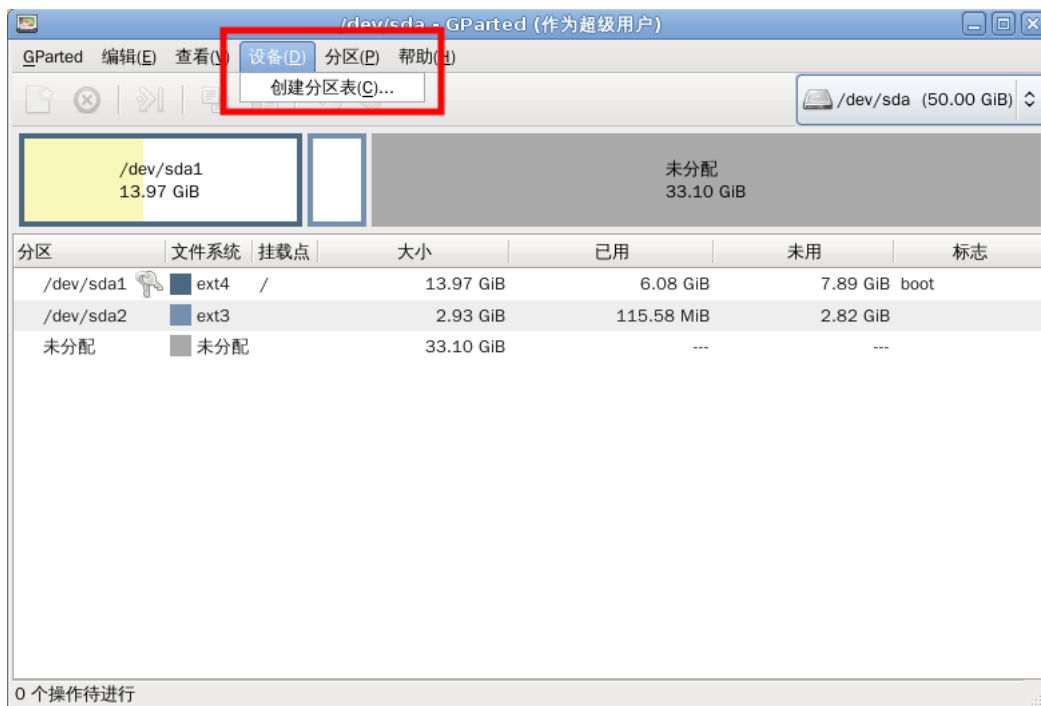 /dev/sda - GParted (作为超级用户)
GParted 编辑(E) 查看(V) 设备(D) 分区(P) 帮助(H)
创建分区表(C)...
/dev/sda (50.00 GiB)
/dev/sda1
13.97 GiB
未分配
33.10 GiB
分区 文件系统 挂载点 大小 已用 未用 标志
/dev/sda1 ext4 / 13.97 GiB 6.08 GiB 7.89 GiB boot
/dev/sda2 ext3 2.93 GiB 115.58 MiB 2.82 GiB
未分配 未分配 33.10 GiB --- ---
0 个操作待进行